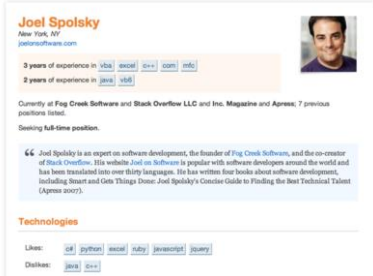 Joel Spolsky
New York, NY
joelonsoftware.com
3 years of experience in vba excel c++ com mfc
2 years of experience in java vb6
Currently at Fog Creek Software and Stack Overflow LLC and Inc. Magazine and Apress; 7 previous
positions listed.
Seeking full-time position.
“ Joel Spolsky is an expert on software development, the founder of Fog Creek Software, and the co-creator
of Stack Overflow. His website Joel on Software is popular with software developers around the world and
has been translated into over thirty languages. He has written four books about software development,
including Smart and Gets Things Done: Joel Spolsky's Concise Guide to Finding the Best Technical Talent
(Apress 2007).
Technologies
Likes: c# python excel ruby javascript jquery
Dislikes: java c++